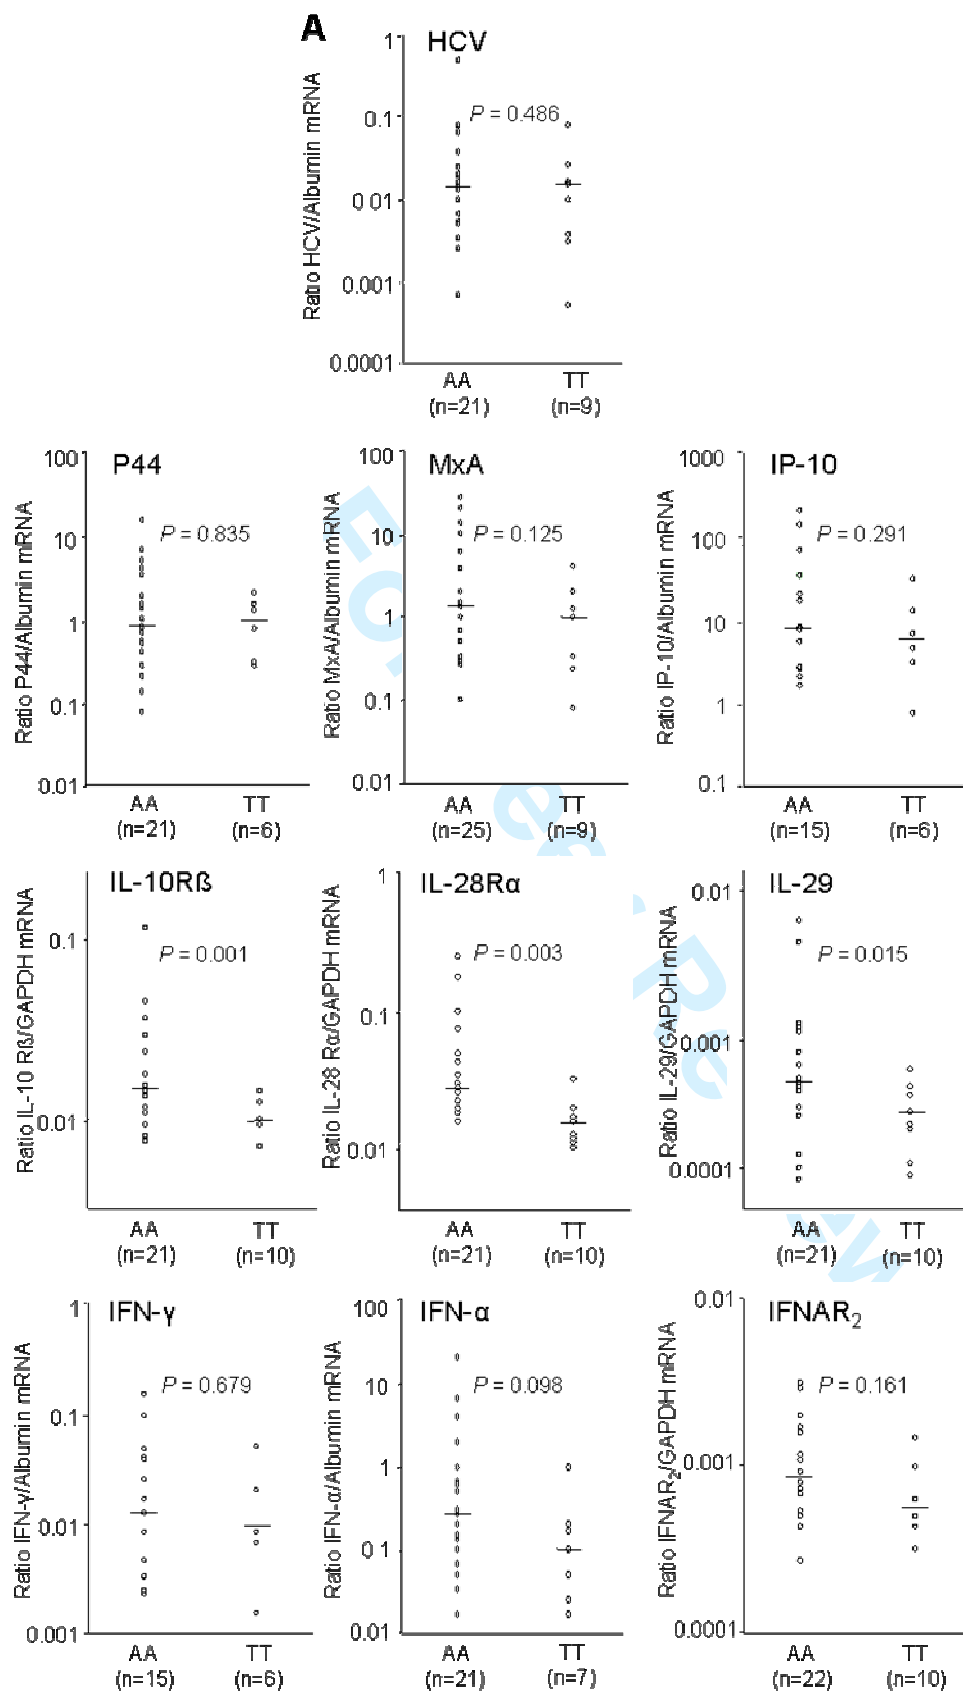 A
HCV
Ratio HCV/Albumin mRNA
1
0.1
0 01
0.001
0.0001
P = 0.486
AA
(n=21)
TT
(n=9)
P44
Ratio P44/Albumin mRNA
100
10
1
0.1
0.01
P = 0.835
AA
(n=21)
TT
(n=6)
MxA
Ratio MxA/Albumin mRNA
100
10
1
0.1
0.01
P = 0.125
AA
(n=25)
TT
(n=9)
IP-10
Ratio IP-10/Albumin mRNA
1000
100
10
1
0.1
P = 0.291
AA
(n=15)
TT
(n=6)
IL-10Rß
Ratio IL-10 Rß/GAPDH mRNA
0.1
0.01
P = 0.001
AA
(n=21)
TT
(n=10)
IL-28Rα
Ratio IL-28 Rα/GAPDH mRNA
1
0.1
0.01
P = 0.003
AA
(n=21)
TT
(n=10)
IL-29
Ratio IL-29/GAPDH mRNA
0.01
0.001
0.0001
P = 0.015
AA
(n=21)
TT
(n=10)
IFN-γ
Ratio IFN-γ/Albumin mRNA
1
0.1
0.01
0.001
P = 0.679
AA
(n=15)
TT
(n=6)
IFN-α
Ratio IFN-α/Albumin mRNA
100
10
1
0 1
0.01
P = 0.098
AA
(n=21)
TT
(n=7)
IFNAR2
Ratio IFNAR2/GAPDH mRNA
0.01
0.001
0.0001
P = 0.161
AA
(n=22)
TT
(n=10)